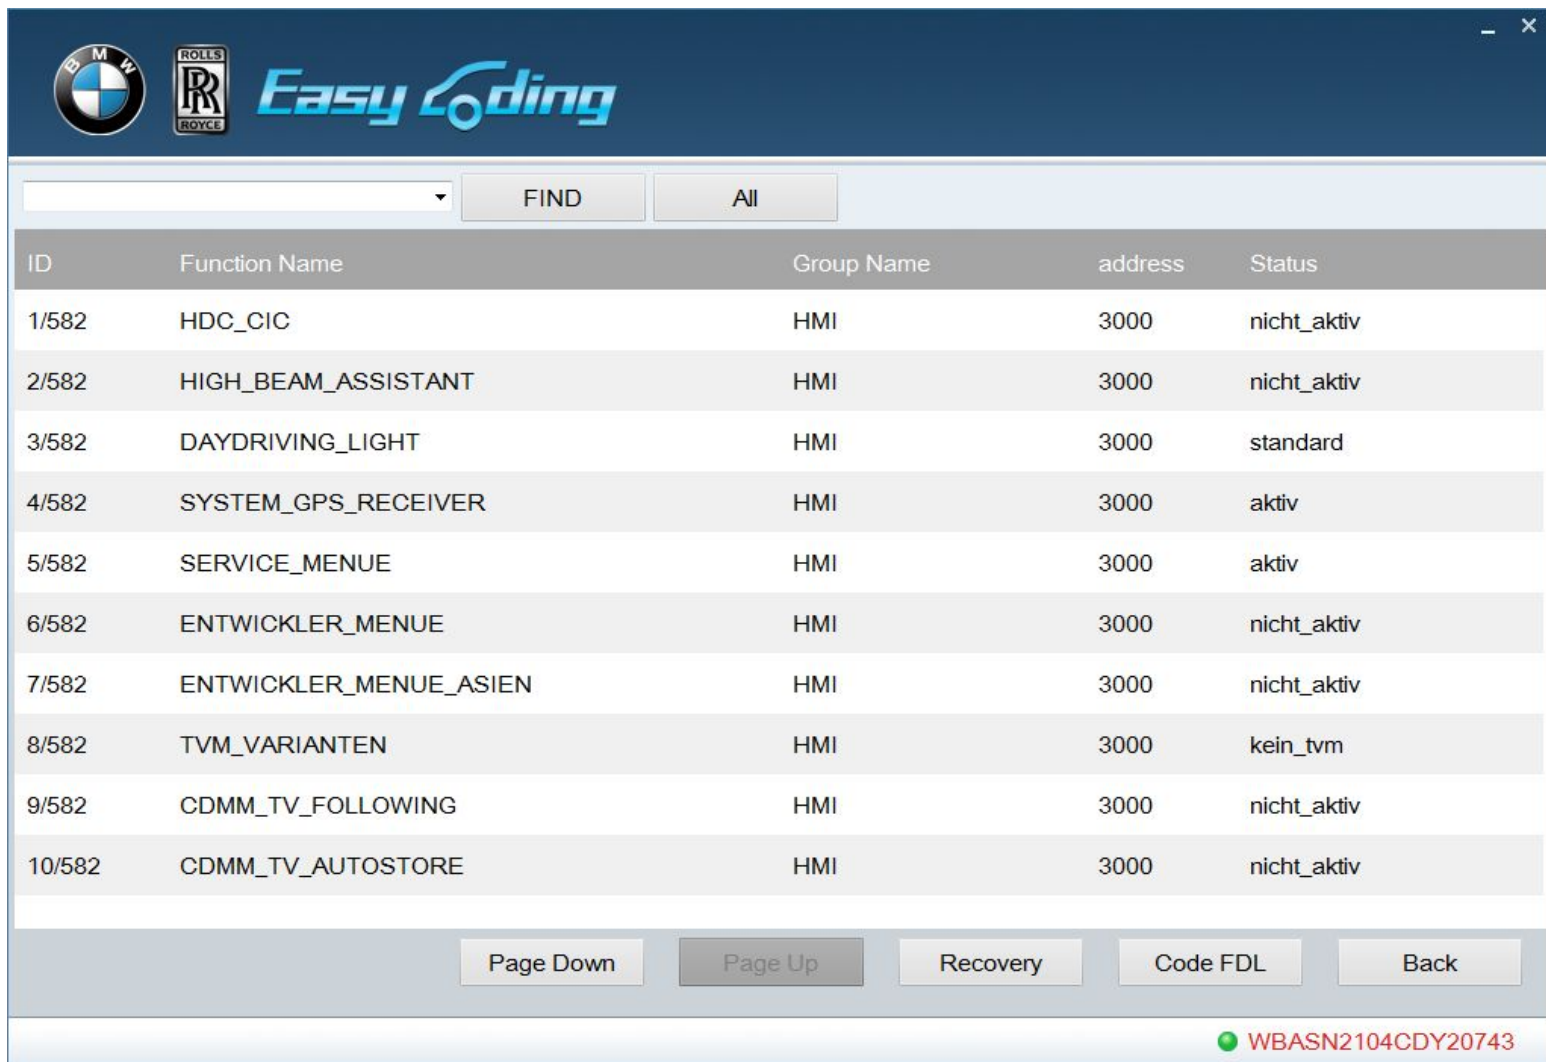 BMW ROLLS RR ROYCE Easy Coding
FIND All
ID Function Name Group Name address Status
1/582 HDC_CIC HMI 3000 nicht_aktiv
2/582 HIGH_BEAM_ASSISTANT HMI 3000 nicht_aktiv
3/582 DAYDRIVING_LIGHT HMI 3000 standard
4/582 SYSTEM_GPS_RECEIVER HMI 3000 aktiv
5/582 SERVICE_MENUE HMI 3000 aktiv
6/582 ENTWICKLER_MENUE HMI 3000 nicht_aktiv
7/582 ENTWICKLER_MENUE_ASIEN HMI 3000 nicht_aktiv
8/582 TVM_VARIANTEN HMI 3000 kein_tvm
9/582 CDMM_TV_FOLLOWING HMI 3000 nicht_aktiv
10/582 CDMM_TV_AUTOSTORE HMI 3000 nicht_aktiv
Page Down Page Up Recovery Code FDL Back
WBASN2104CDY20743